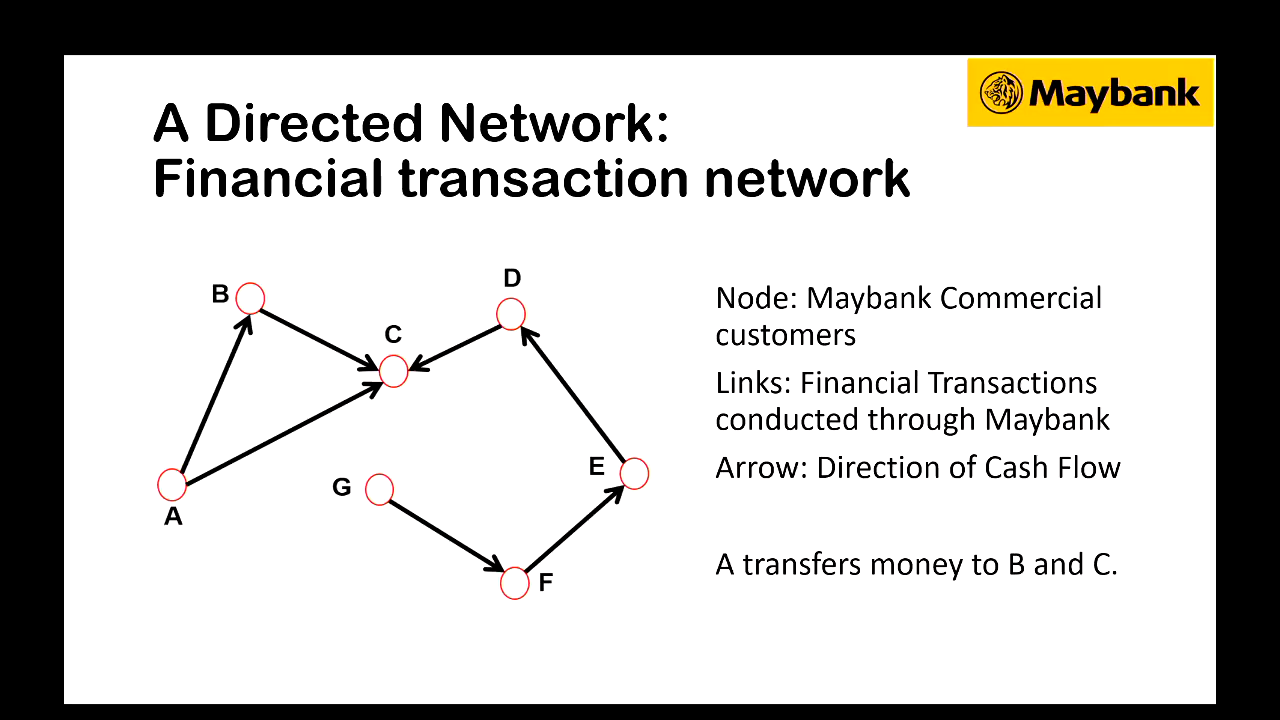 Maybank
A Directed Network:
Financial transaction network
B
D
C
A
G
E
F
Node: Maybank Commercial
customers
Links: Financial Transactions
conducted through Maybank
Arrow: Direction of Cash Flow
A transfers money to B and C.